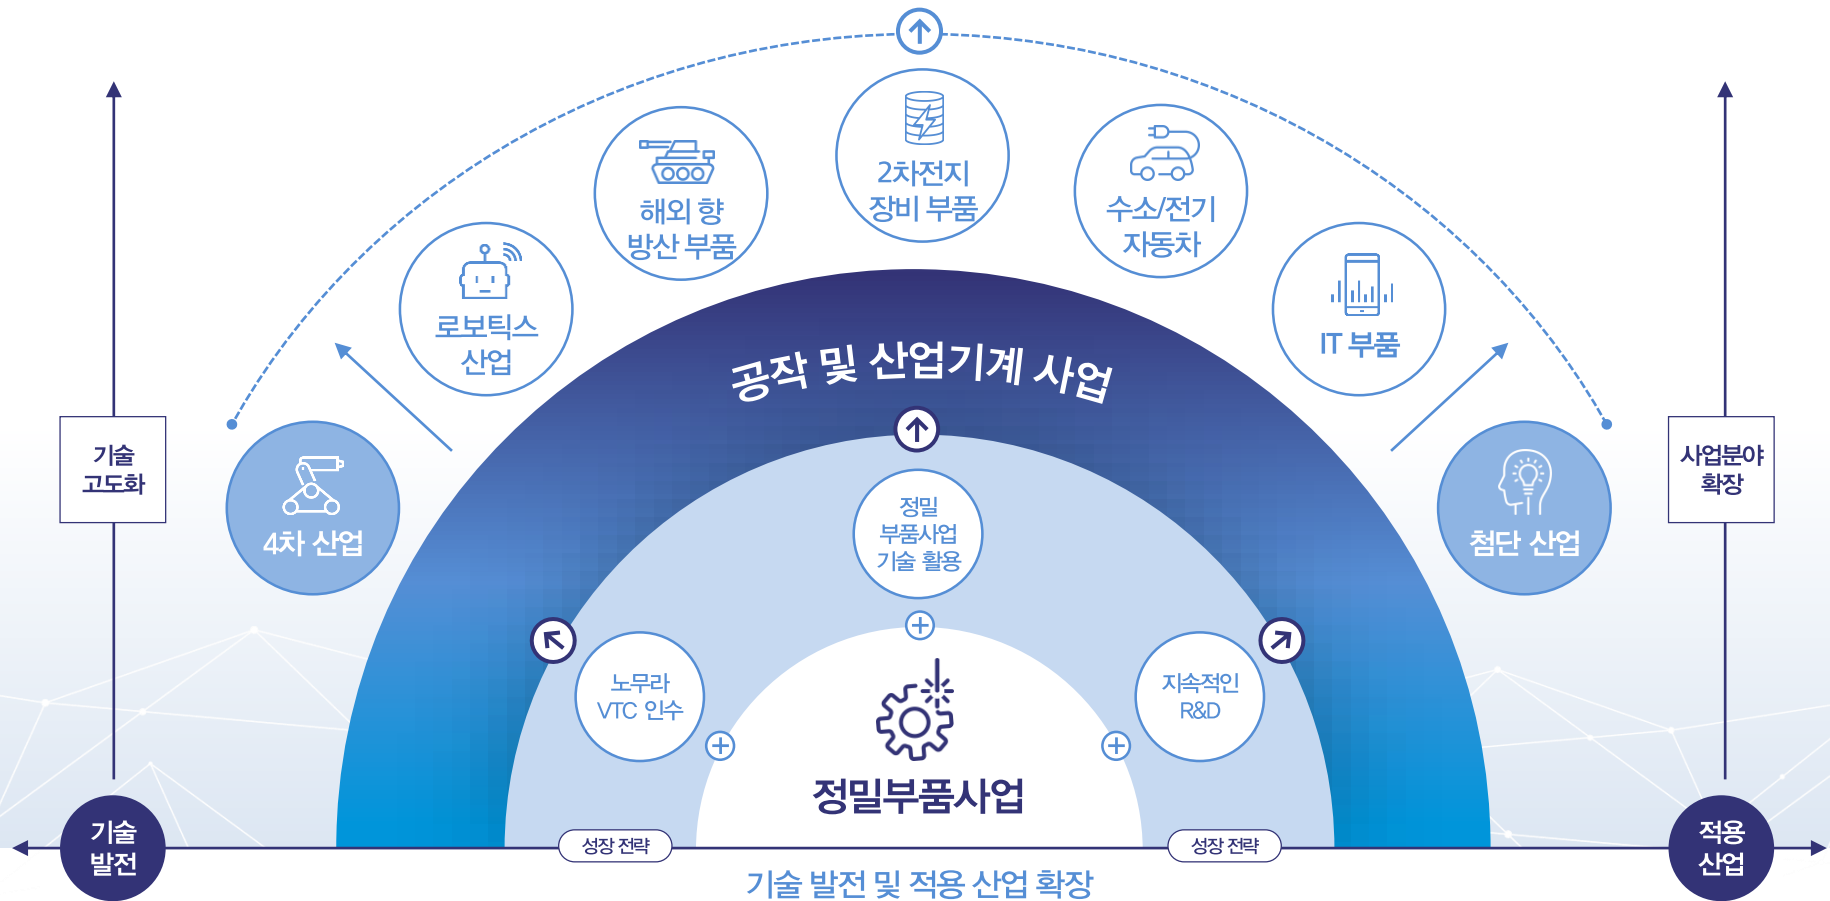 2차전지
장비 부품
해외 향
방산 부품
수소/전기
자동차
로보틱스
산업
IT 부품
공작 및 산업기계 사업
기술
고도화
사업분야
확장
4차 산업
첨단 산업
정밀
부품사업
기술 활용
노무라
VTC 인수
지속적인
R&D
정밀부품사업
기술
발전
성장 전략
성장 전략
적용
산업
기술 발전 및 적용 산업 확장